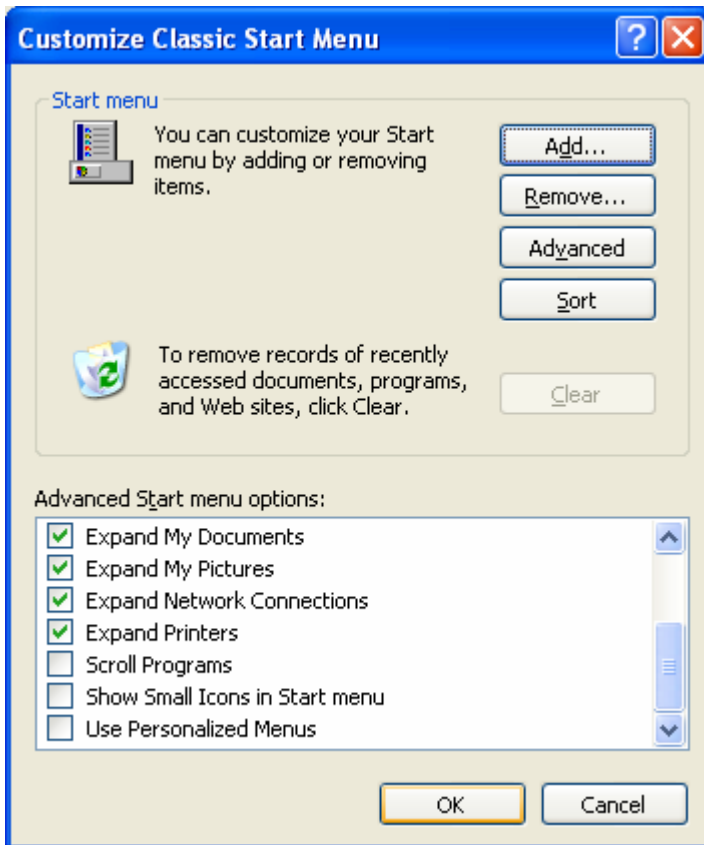 Customize Classic Start Menu
Start menu
You can customize your Start
menu by adding or removing
items.
Add...
Remove...
Advanced
Sort
To remove records of recently
accessed documents, programs,
and Web sites, click Clear.
Clear
Advanced Start menu options:
Expand My Documents
Expand My Pictures
Expand Network Connections
Expand Printers
Scroll Programs
Show Small Icons in Start menu
Use Personalized Menus
OK
Cancel